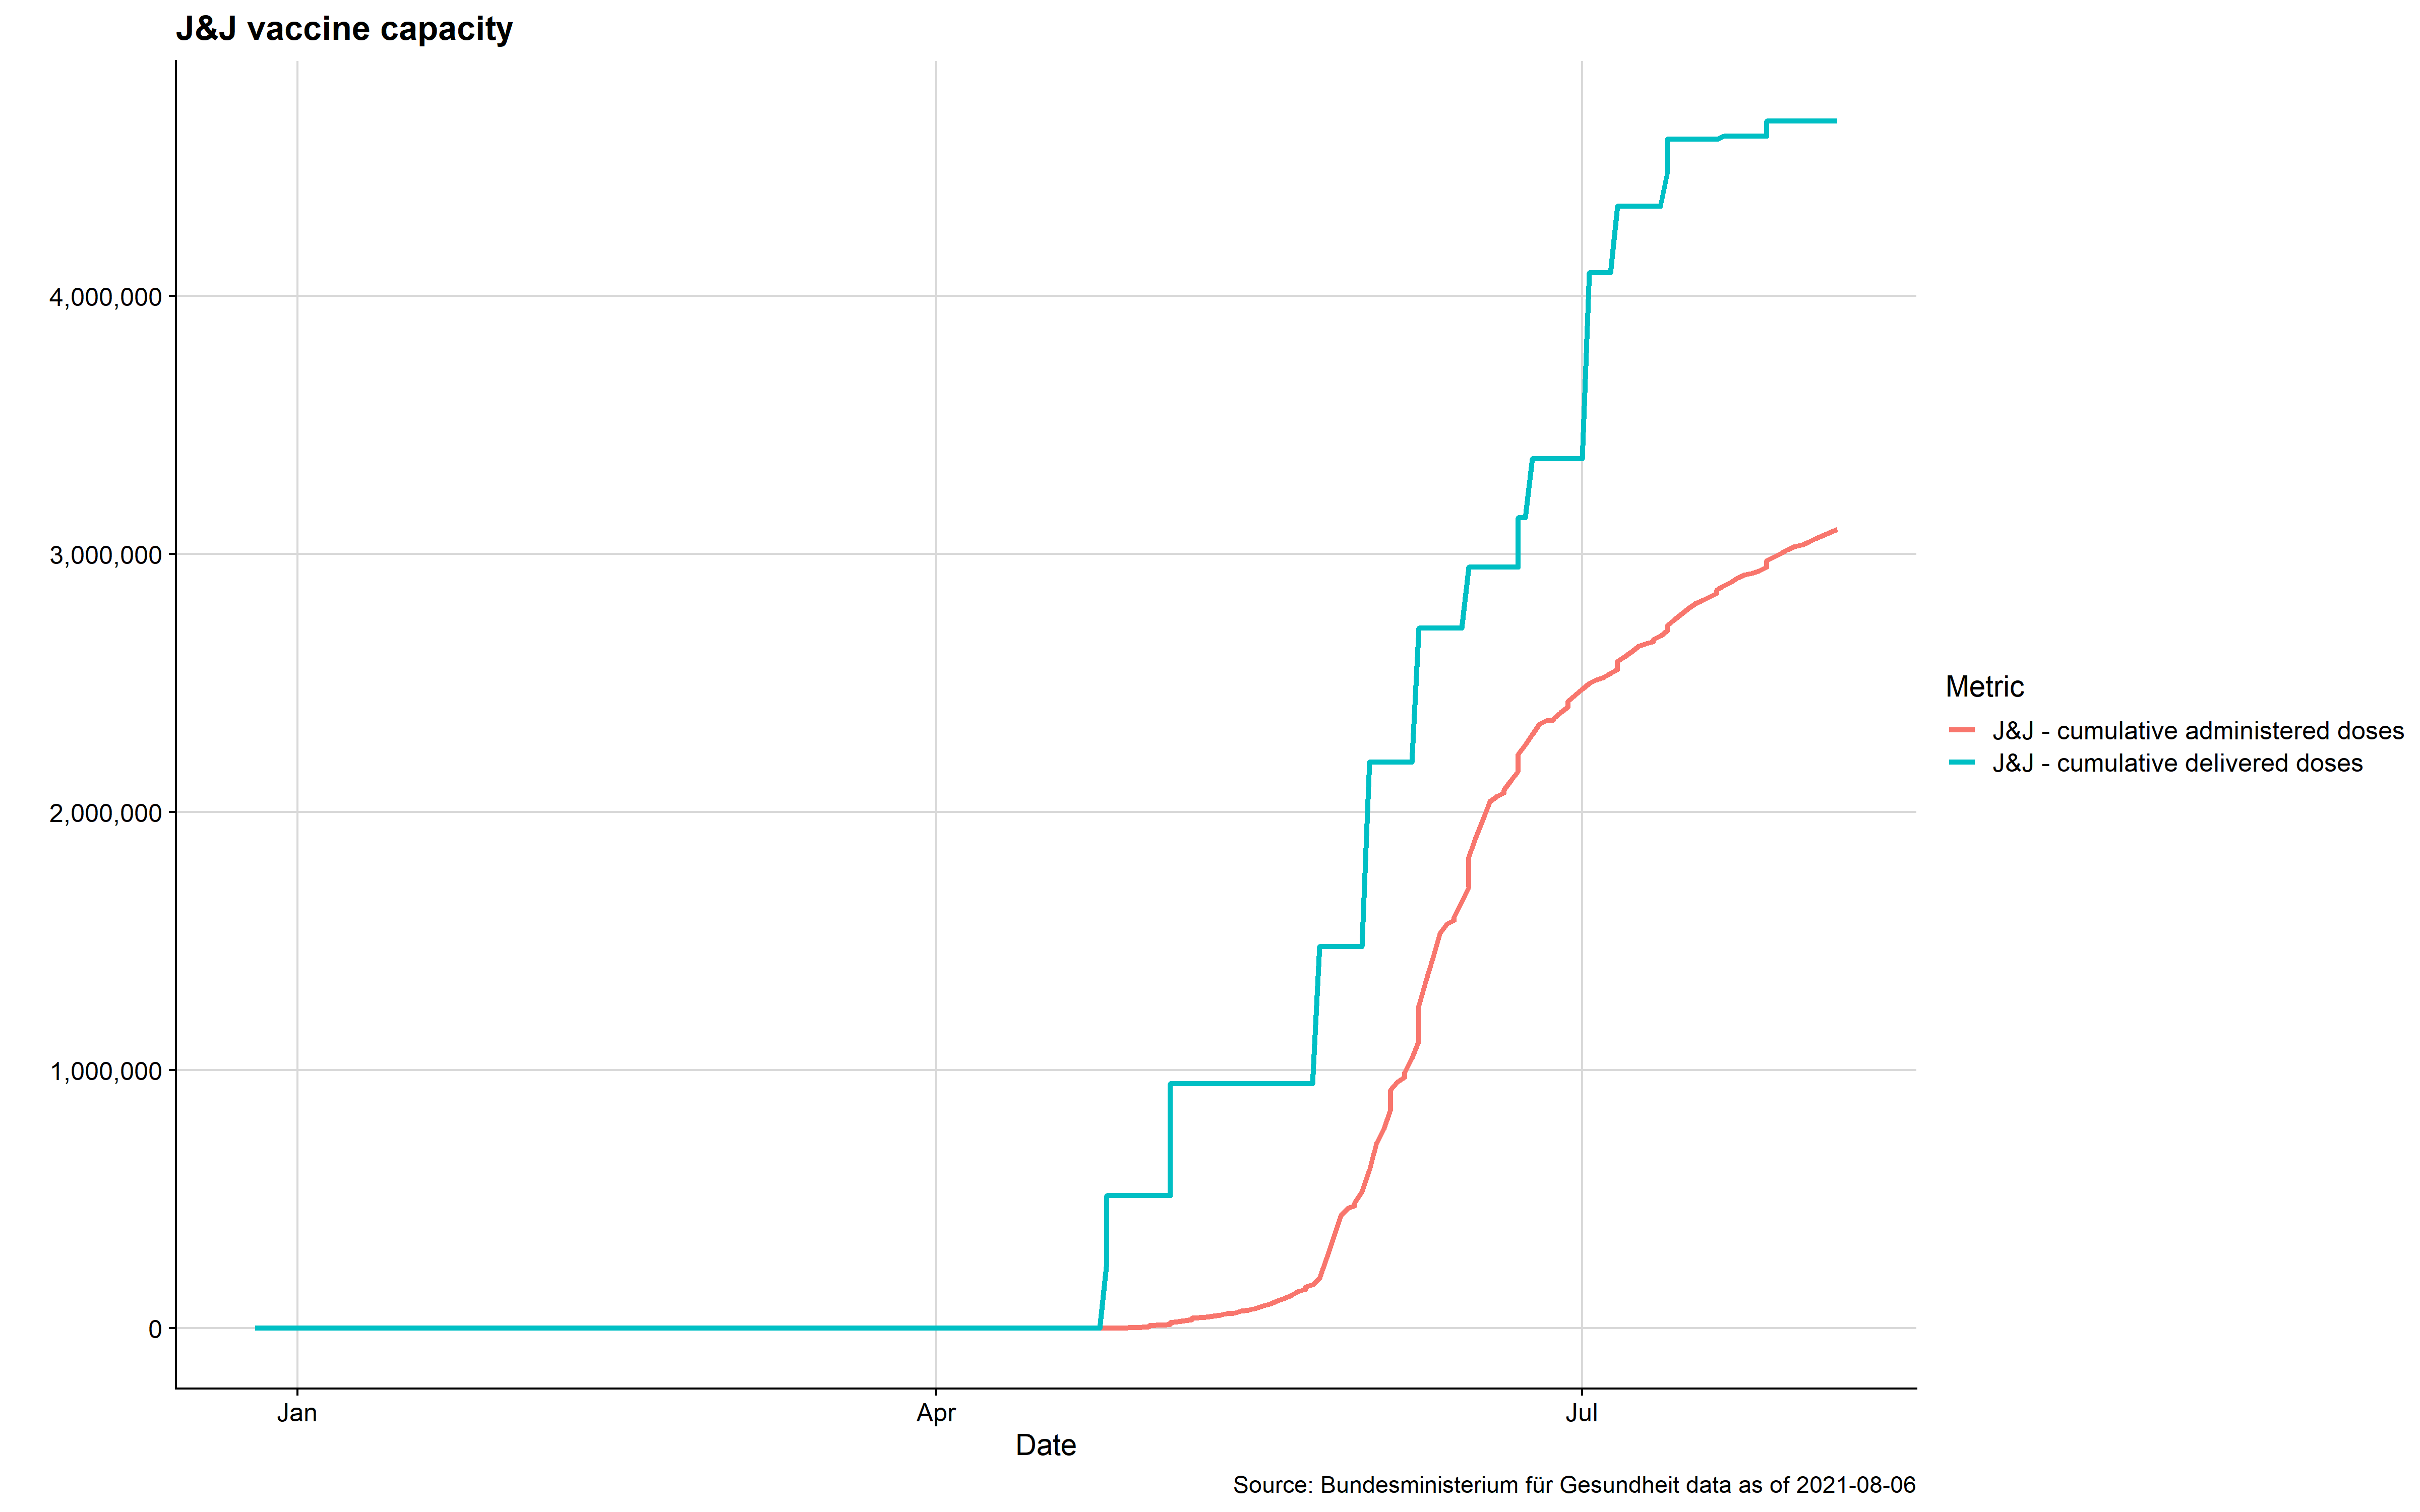 J&J vaccine capacity
4,000,000
3,000,000
2,000,000
1,000,000
0
Jan
Apr
Jul
Date
Metric
J&J - cumulative administered doses
J&J - cumulative delivered doses
Source: Bundesministerium für Gesundheit data as of 2021-08-06